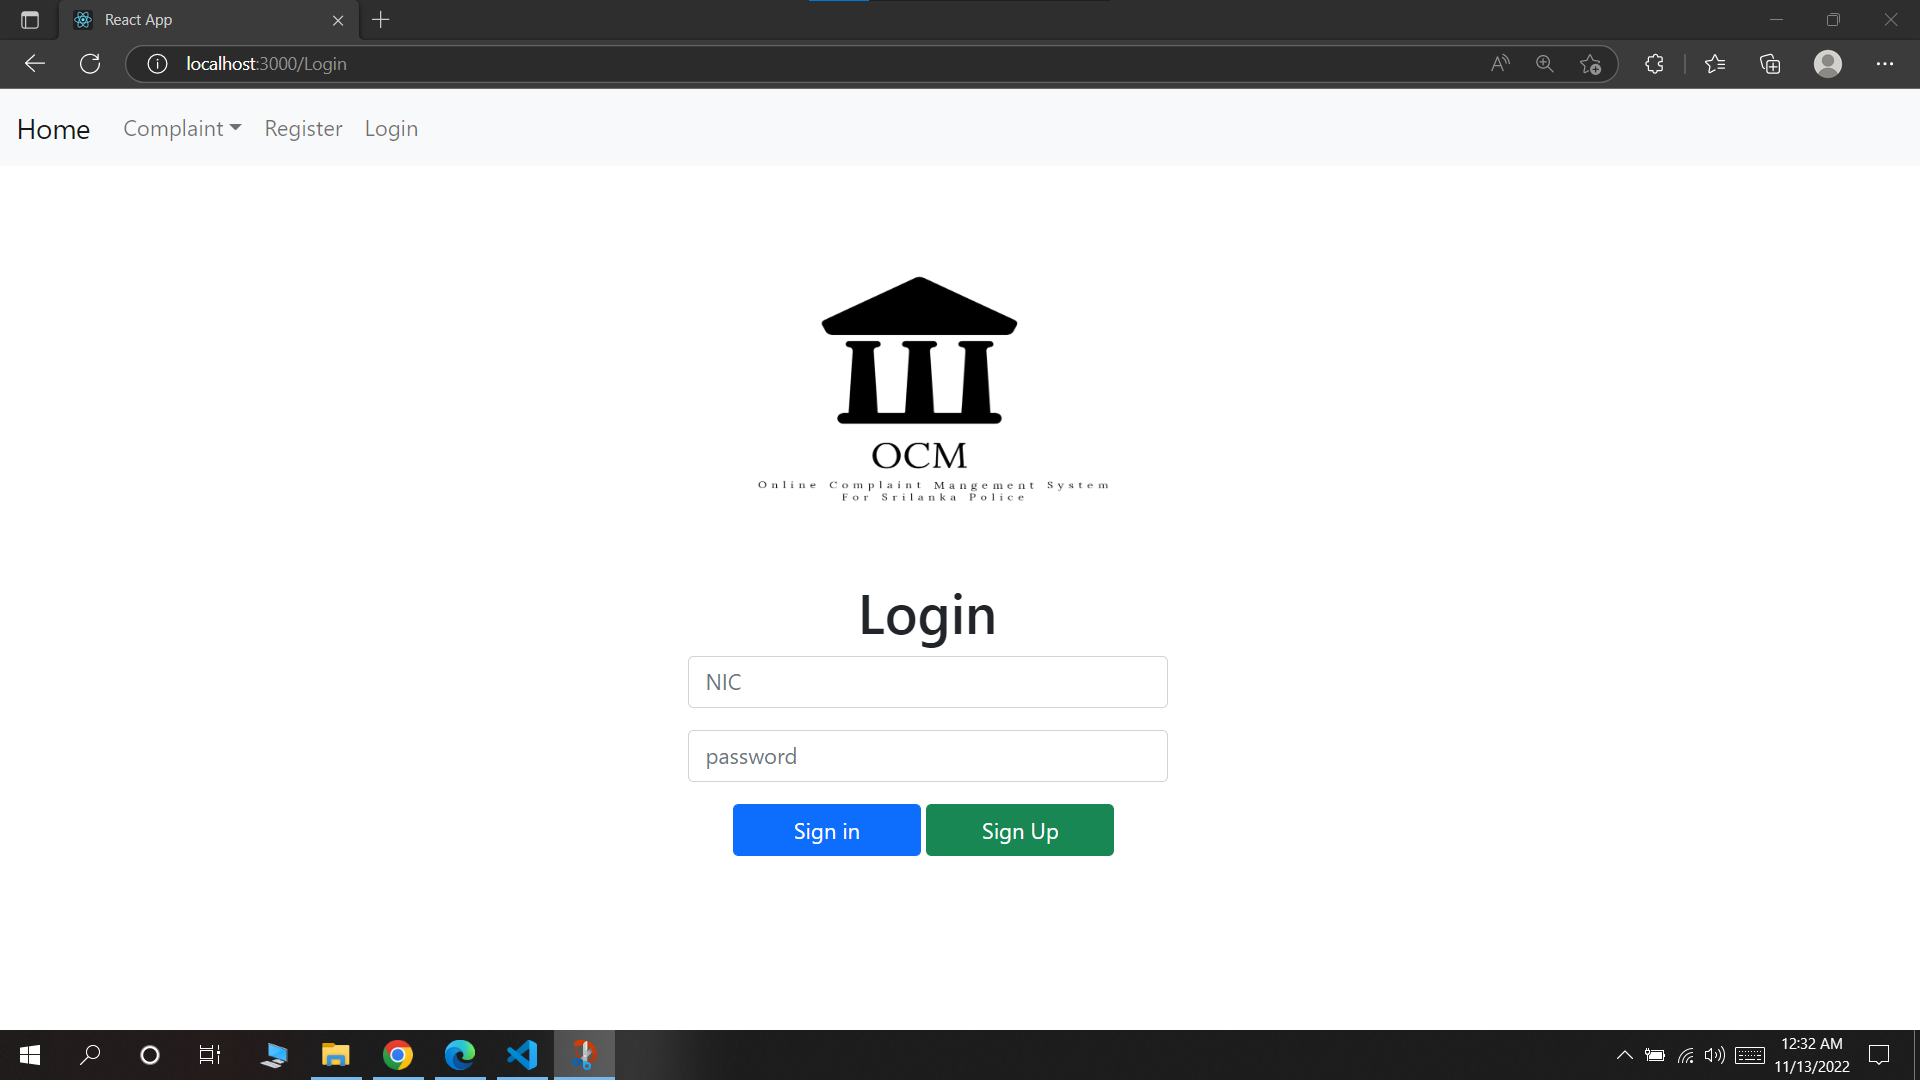 React App
localhost:3000/Login
Home Complaint Register Login
OCM
Online Complaint Mangement System
For Srilanka Police
Login
NIC
password
Sign in Sign Up
12:32 AM
11/13/2022